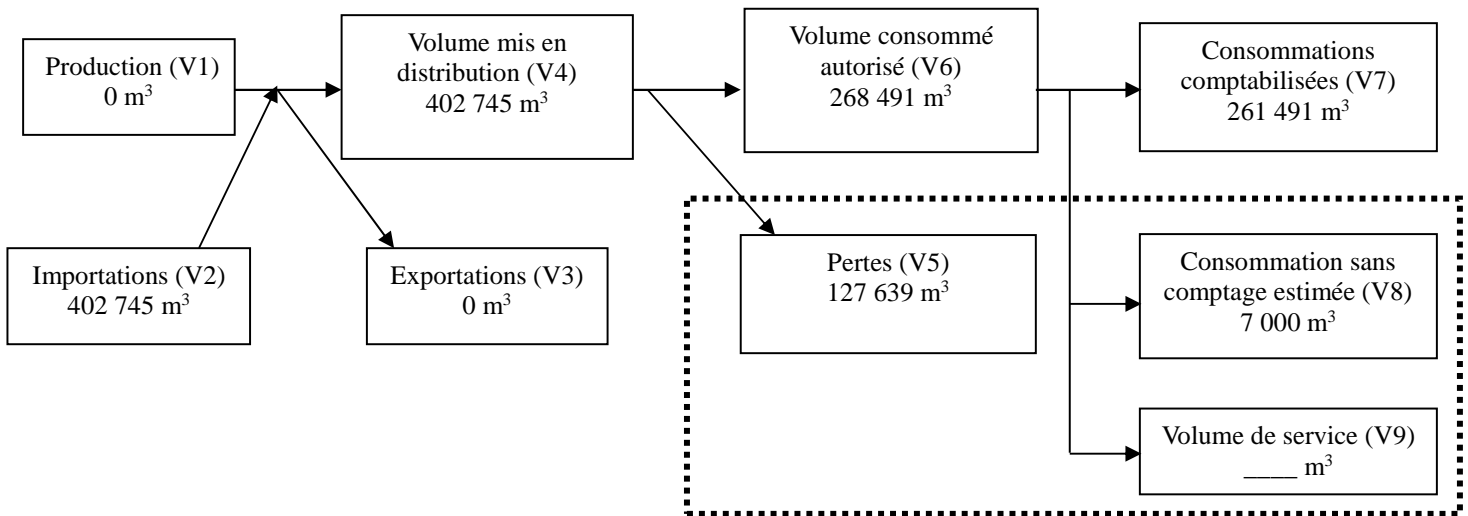 Production (V1)
0 m³
Volume mis en
distribution (V4)
402 745 m³
Volume consommé
autorisé (V6)
268 491 m³
Consommations
comptabilisées (V7)
261 491 m³
Importations (V2)
402 745 m³
Exportations (V3)
0 m³
Pertes (V5)
127 639 m³
Consommation sans
comptage estimée (V8)
7 000 m³
Volume de service (V9)
____ m³